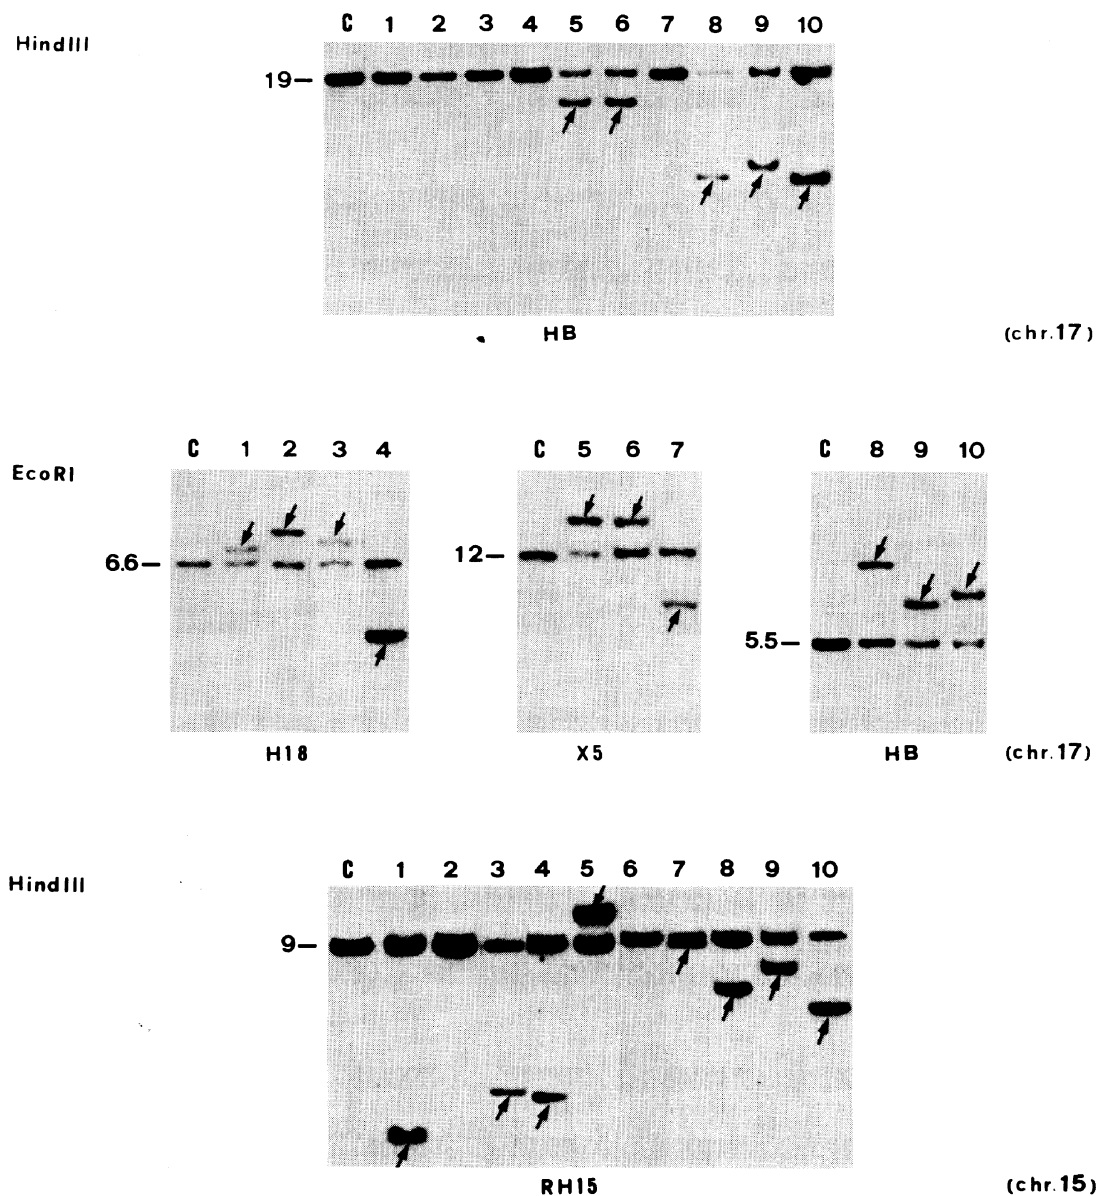 C 1 2 3 4 5 6 7 8 9 10
HindIII
19
HB (chr.17)
C 1 2 3 4 C 5 6 7 C 8 9 10
EcoRI
6.6 12 5.5
H18 X5 HB (chr.17)
C 1 2 3 4 5 6 7 8 9 10
HindIII
9
RH15 (chr.15)